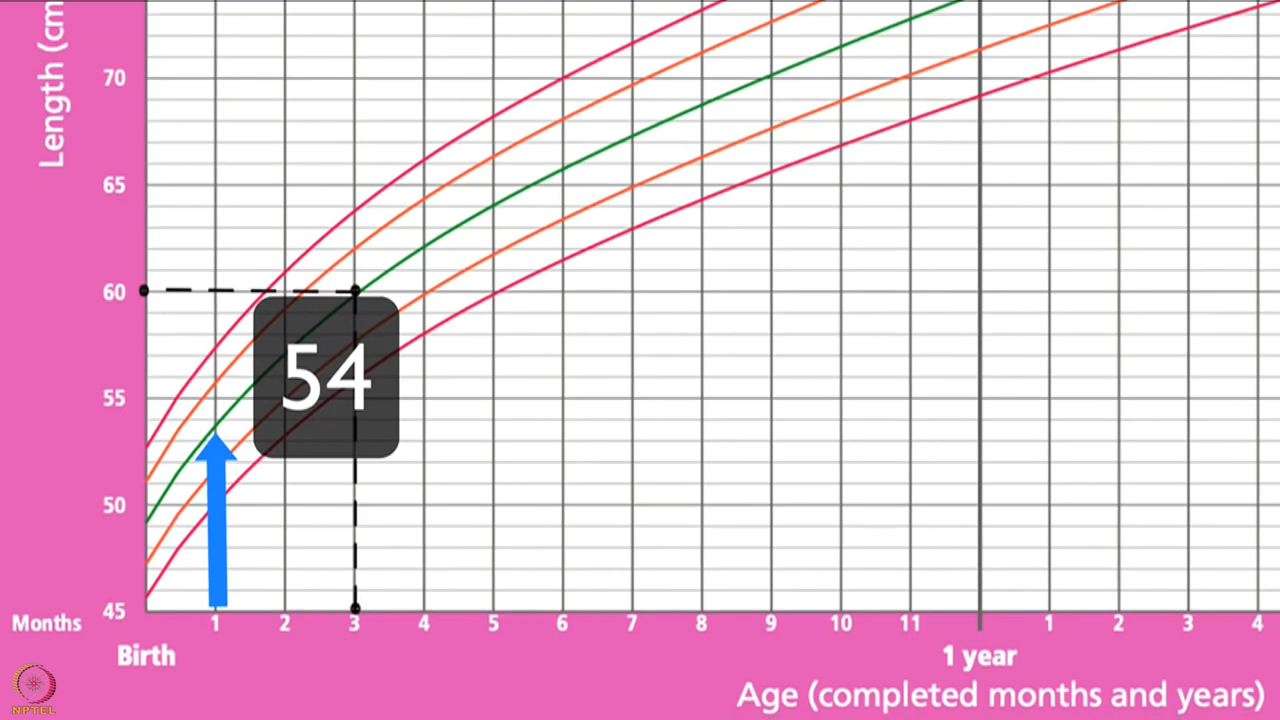 Length (cm
70
65
60
55
50
45
54
Months 1 2 3 4 5 6 7 8 9 10 11 1 2 3 4
Birth 1 year
Age (completed months and years)
NPTEL